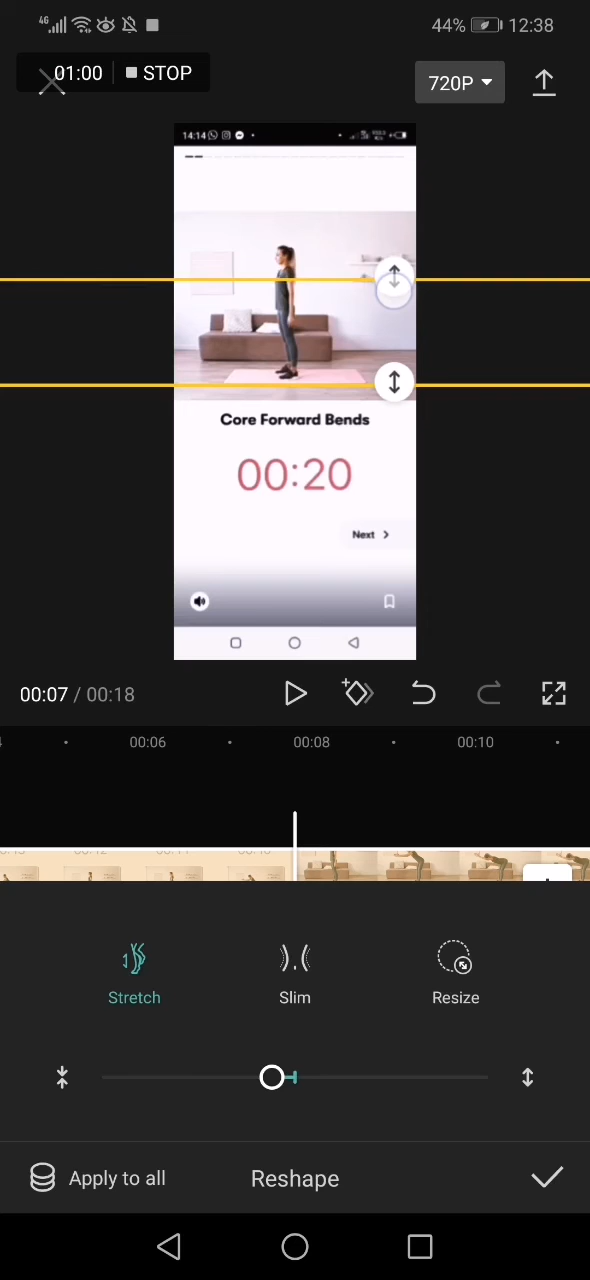 4G
44% 12:38
01:00 STOP
720P
14:14
Core Forward Bends
00:20
Next
00:07 / 00:18
00:06 00:08 00:10
Stretch Slim Resize
Apply to all Reshape